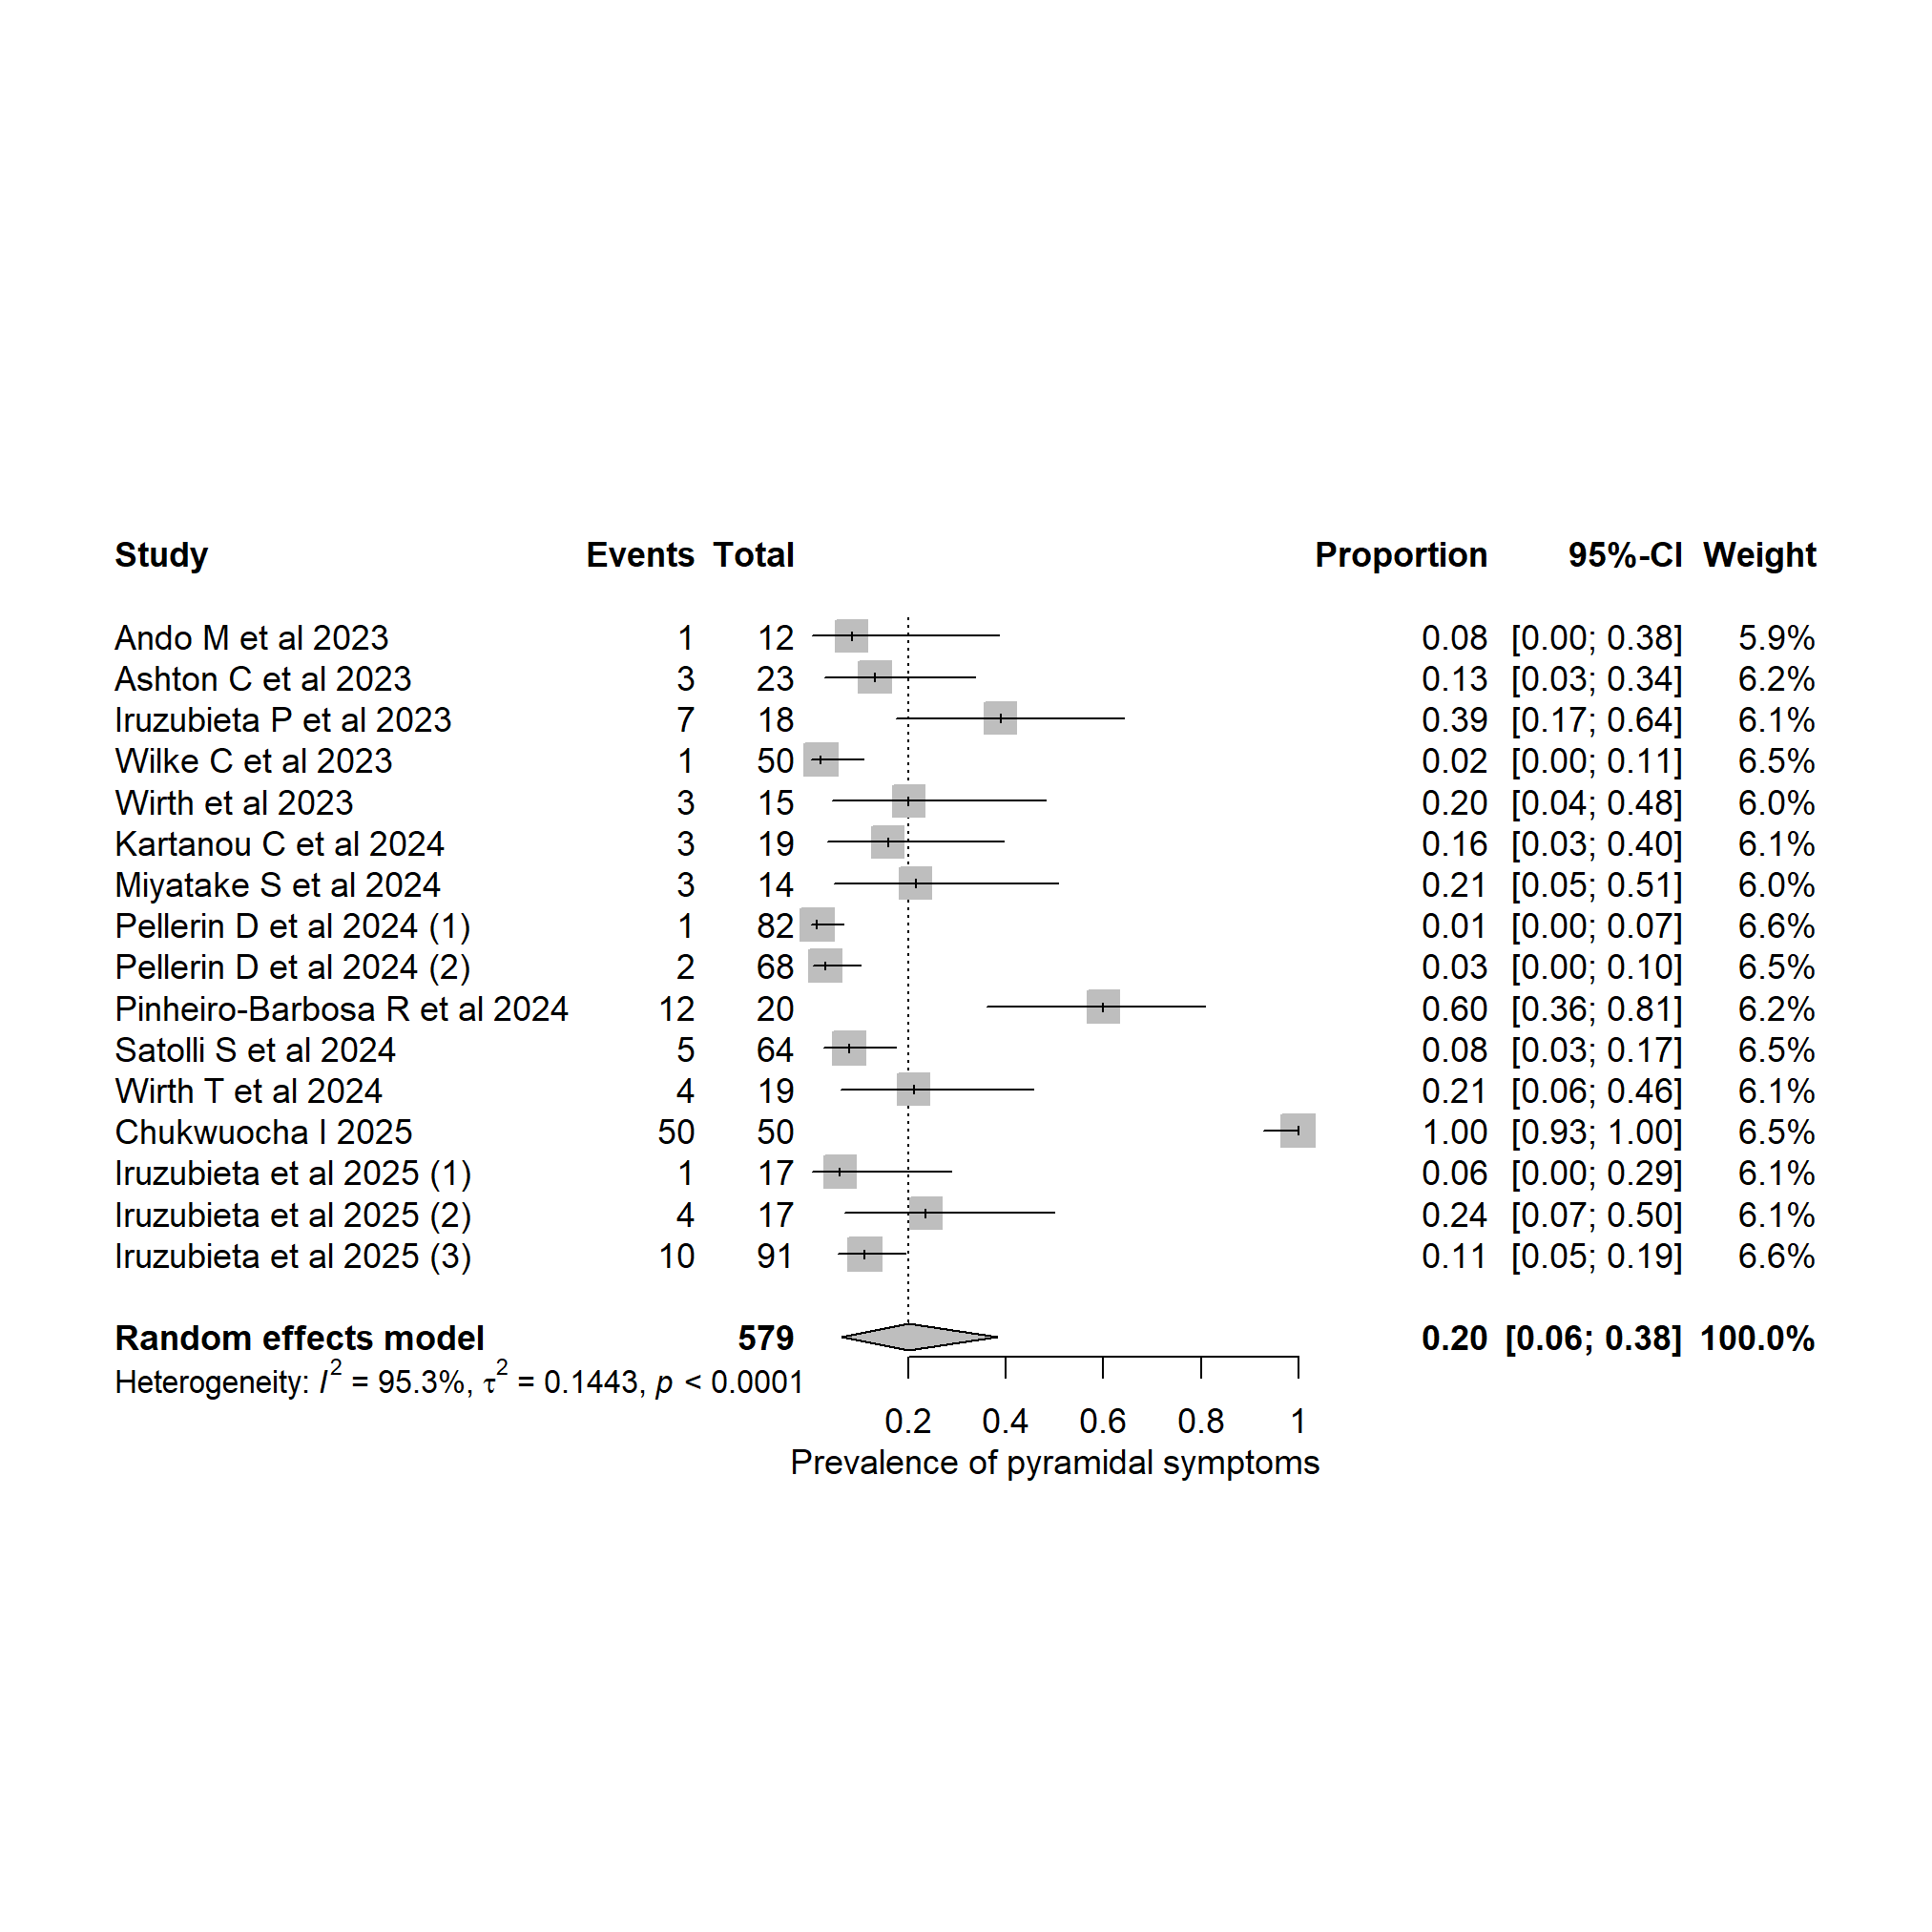 Study Events Total Proportion 95%-CI Weight
Ando M et al 2023 1 12 0.08 [0.00; 0.38] 5.9%
Ashton C et al 2023 3 23 0.13 [0.03; 0.34] 6.2%
Iruzubieta P et al 2023 7 18 0.39 [0.17; 0.64] 6.1%
Wilke C et al 2023 1 50 0.02 [0.00; 0.11] 6.5%
Wirth et al 2023 3 15 0.20 [0.04; 0.48] 6.0%
Kartanou C et al 2024 3 19 0.16 [0.03; 0.40] 6.1%
Miyatake S et al 2024 3 14 0.21 [0.05; 0.51] 6.0%
Pellerin D et al 2024 (1) 1 82 0.01 [0.00; 0.07] 6.6%
Pellerin D et al 2024 (2) 2 68 0.03 [0.00; 0.10] 6.5%
Pinheiro-Barbosa R et al 2024 12 20 0.60 [0.36; 0.81] 6.2%
Satolli S et al 2024 5 64 0.08 [0.03; 0.17] 6.5%
Wirth T et al 2024 4 19 0.21 [0.06; 0.46] 6.1%
Chukwuocha I 2025 50 50 1.00 [0.93; 1.00] 6.5%
Iruzubieta et al 2025 (1) 1 17 0.06 [0.00; 0.29] 6.1%
Iruzubieta et al 2025 (2) 4 17 0.24 [0.07; 0.50] 6.1%
Iruzubieta et al 2025 (3) 10 91 0.11 [0.05; 0.19] 6.6%
Random effects model 579 0.20 [0.06; 0.38] 100.0%
Heterogeneity: I² = 95.3%, τ² = 0.1443, p < 0.0001
0.2 0.4 0.6 0.8 1
Prevalence of pyramidal symptoms